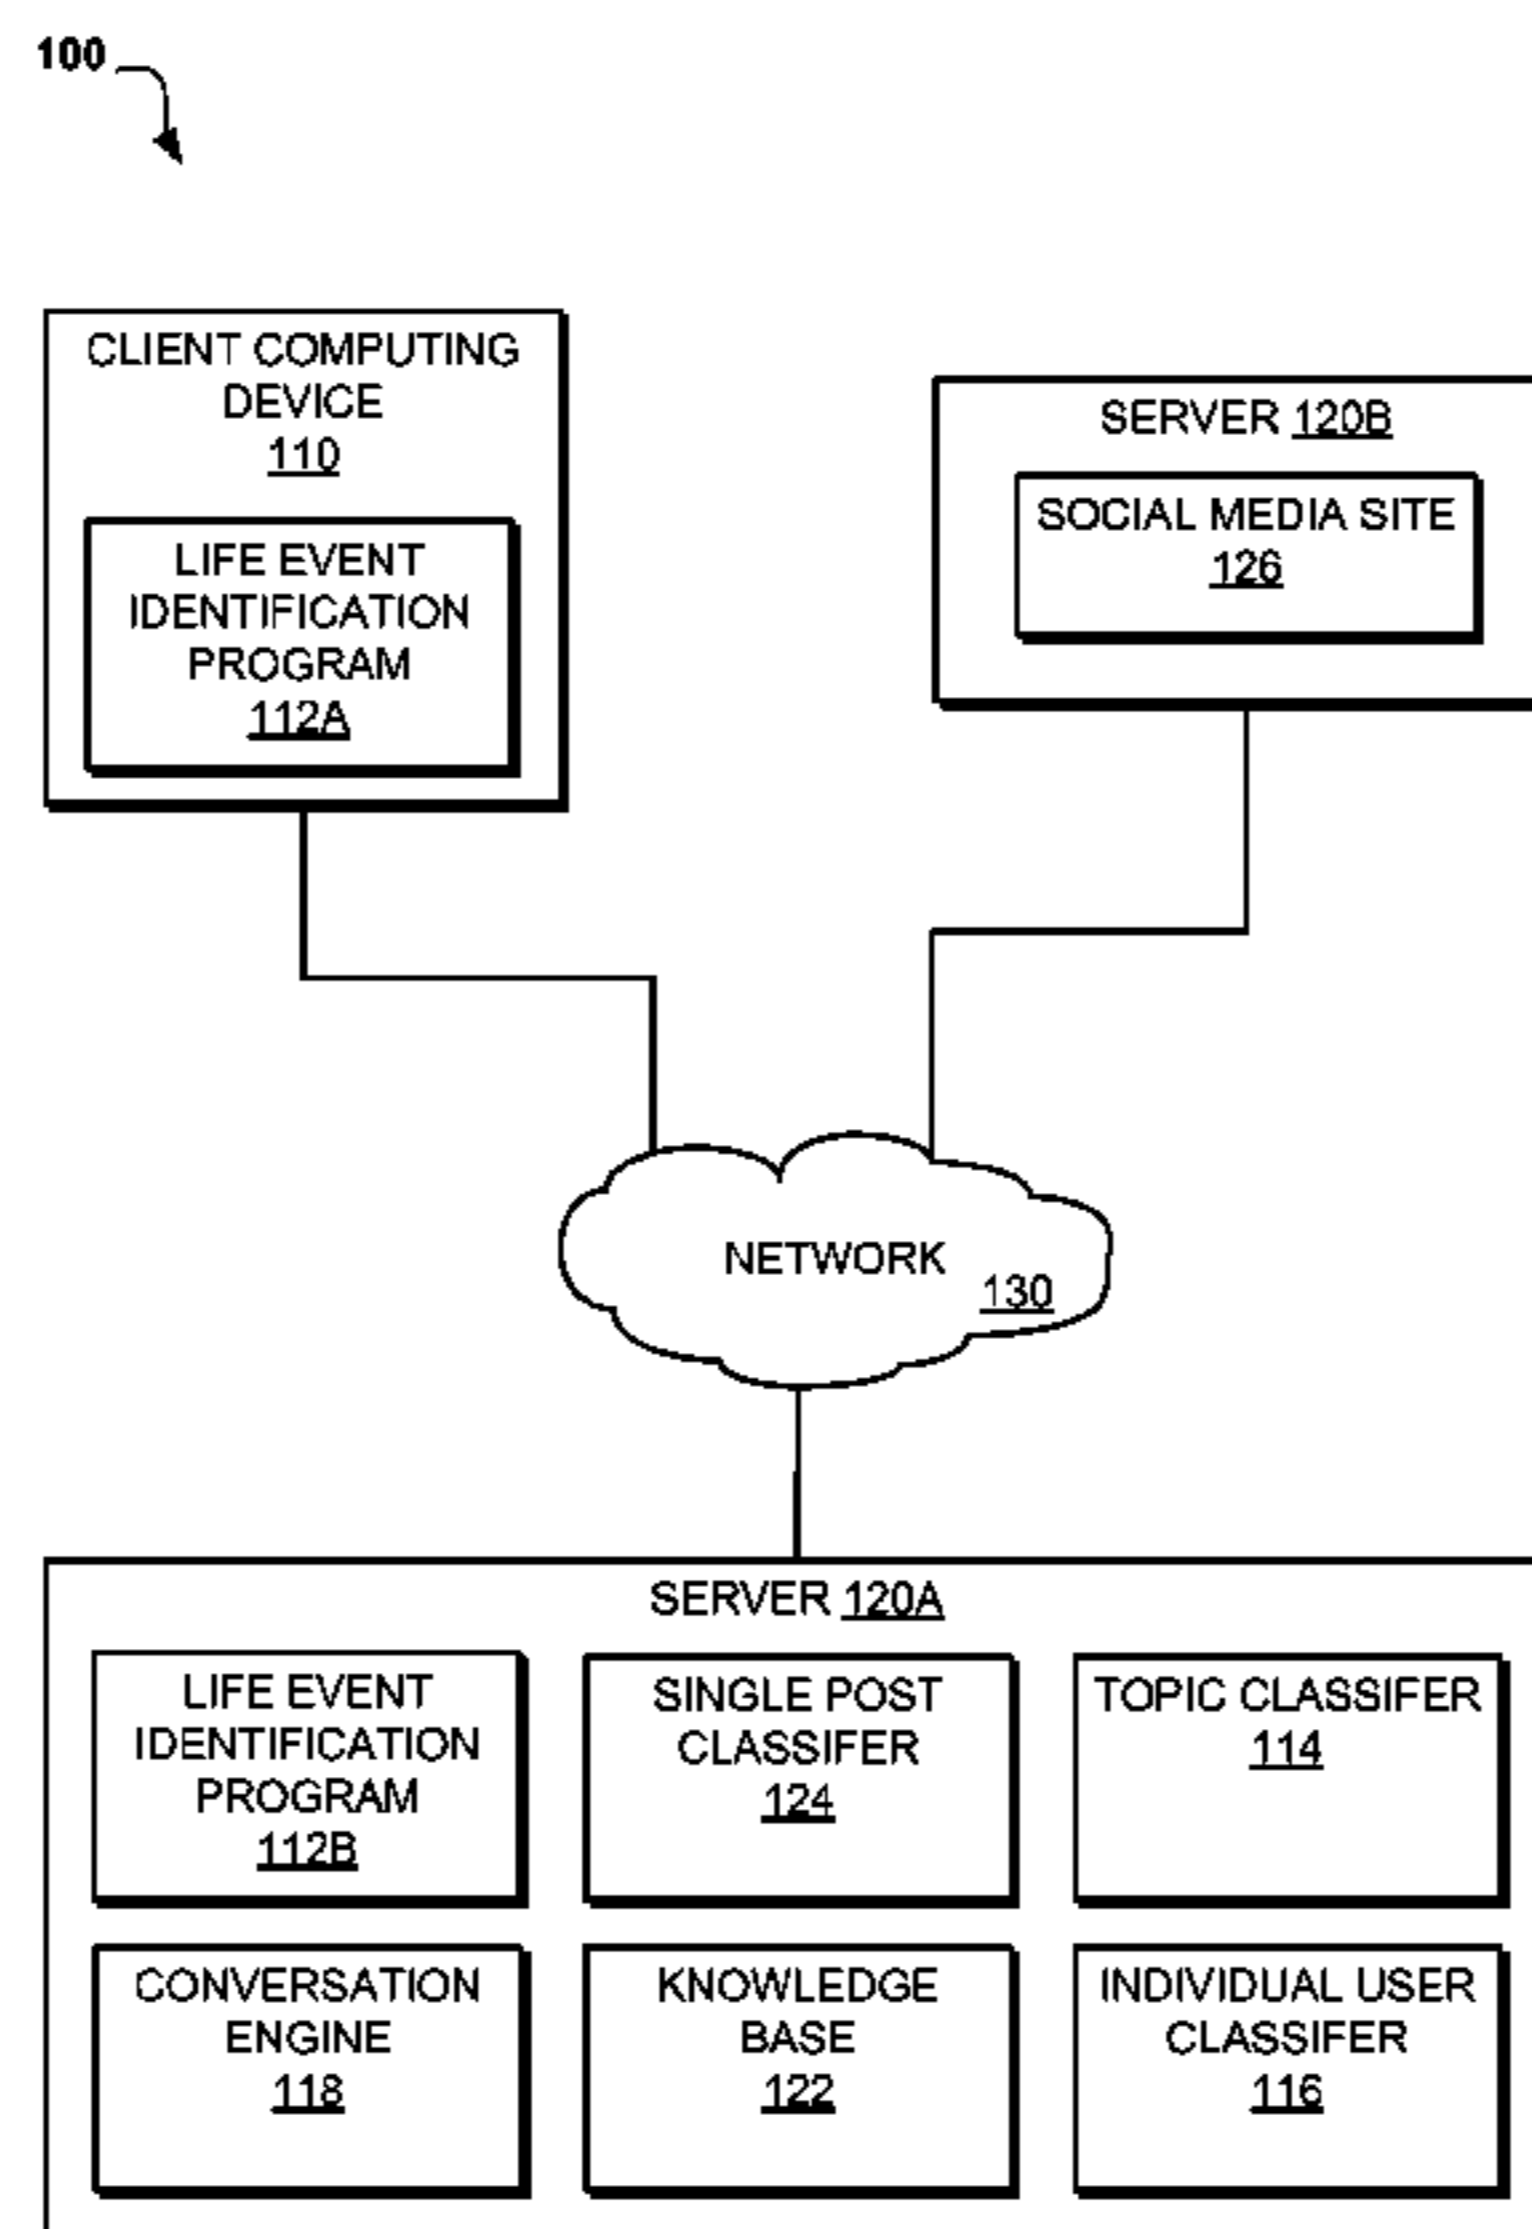 100
CLIENT COMPUTING
DEVICE
110
LIFE EVENT
IDENTIFICATION
PROGRAM
112A
SERVER 120B
SOCIAL MEDIA SITE
126
NETWORK
130
SERVER 120A
LIFE EVENT
IDENTIFICATION
PROGRAM
112B
SINGLE POST
CLASSIFER
124
TOPIC CLASSIFER
114
CONVERSATION
ENGINE
118
KNOWLEDGE
BASE
122
INDIVIDUAL USER
CLASSIFER
116